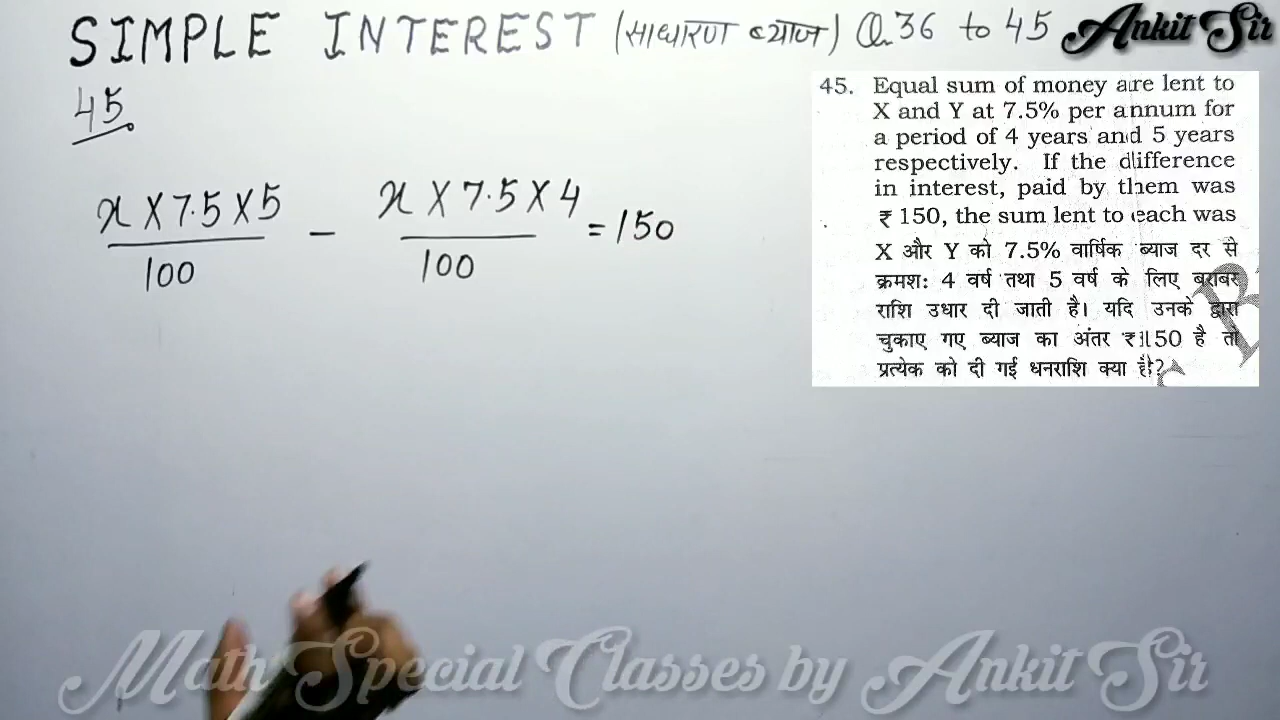 SIMPLE INTEREST (साधारण ब्याज) Q.36 to 45 Ankit Sir
45.
x X 7.5 X 5 - x X 7.5 X 4 = 150
100 100
45. Equal sum of money are lent to
X and Y at 7.5% per annum for
a period of 4 years and 5 years
respectively. If the difference
in interest, paid by them was
₹ 150, the sum lent to each was
X और Y को 7.5% वार्षिक ब्याज दर से
क्रमश: 4 वर्ष तथा 5 वर्ष के लिए बराबर
राशि उधार दी जाती है। यदि उनके द्वारा
चुकाए गए ब्याज का अंतर ₹ 150 है तो
प्रत्येक को दी गई धनराशि क्या है?
Math Special Classes by Ankit Sir